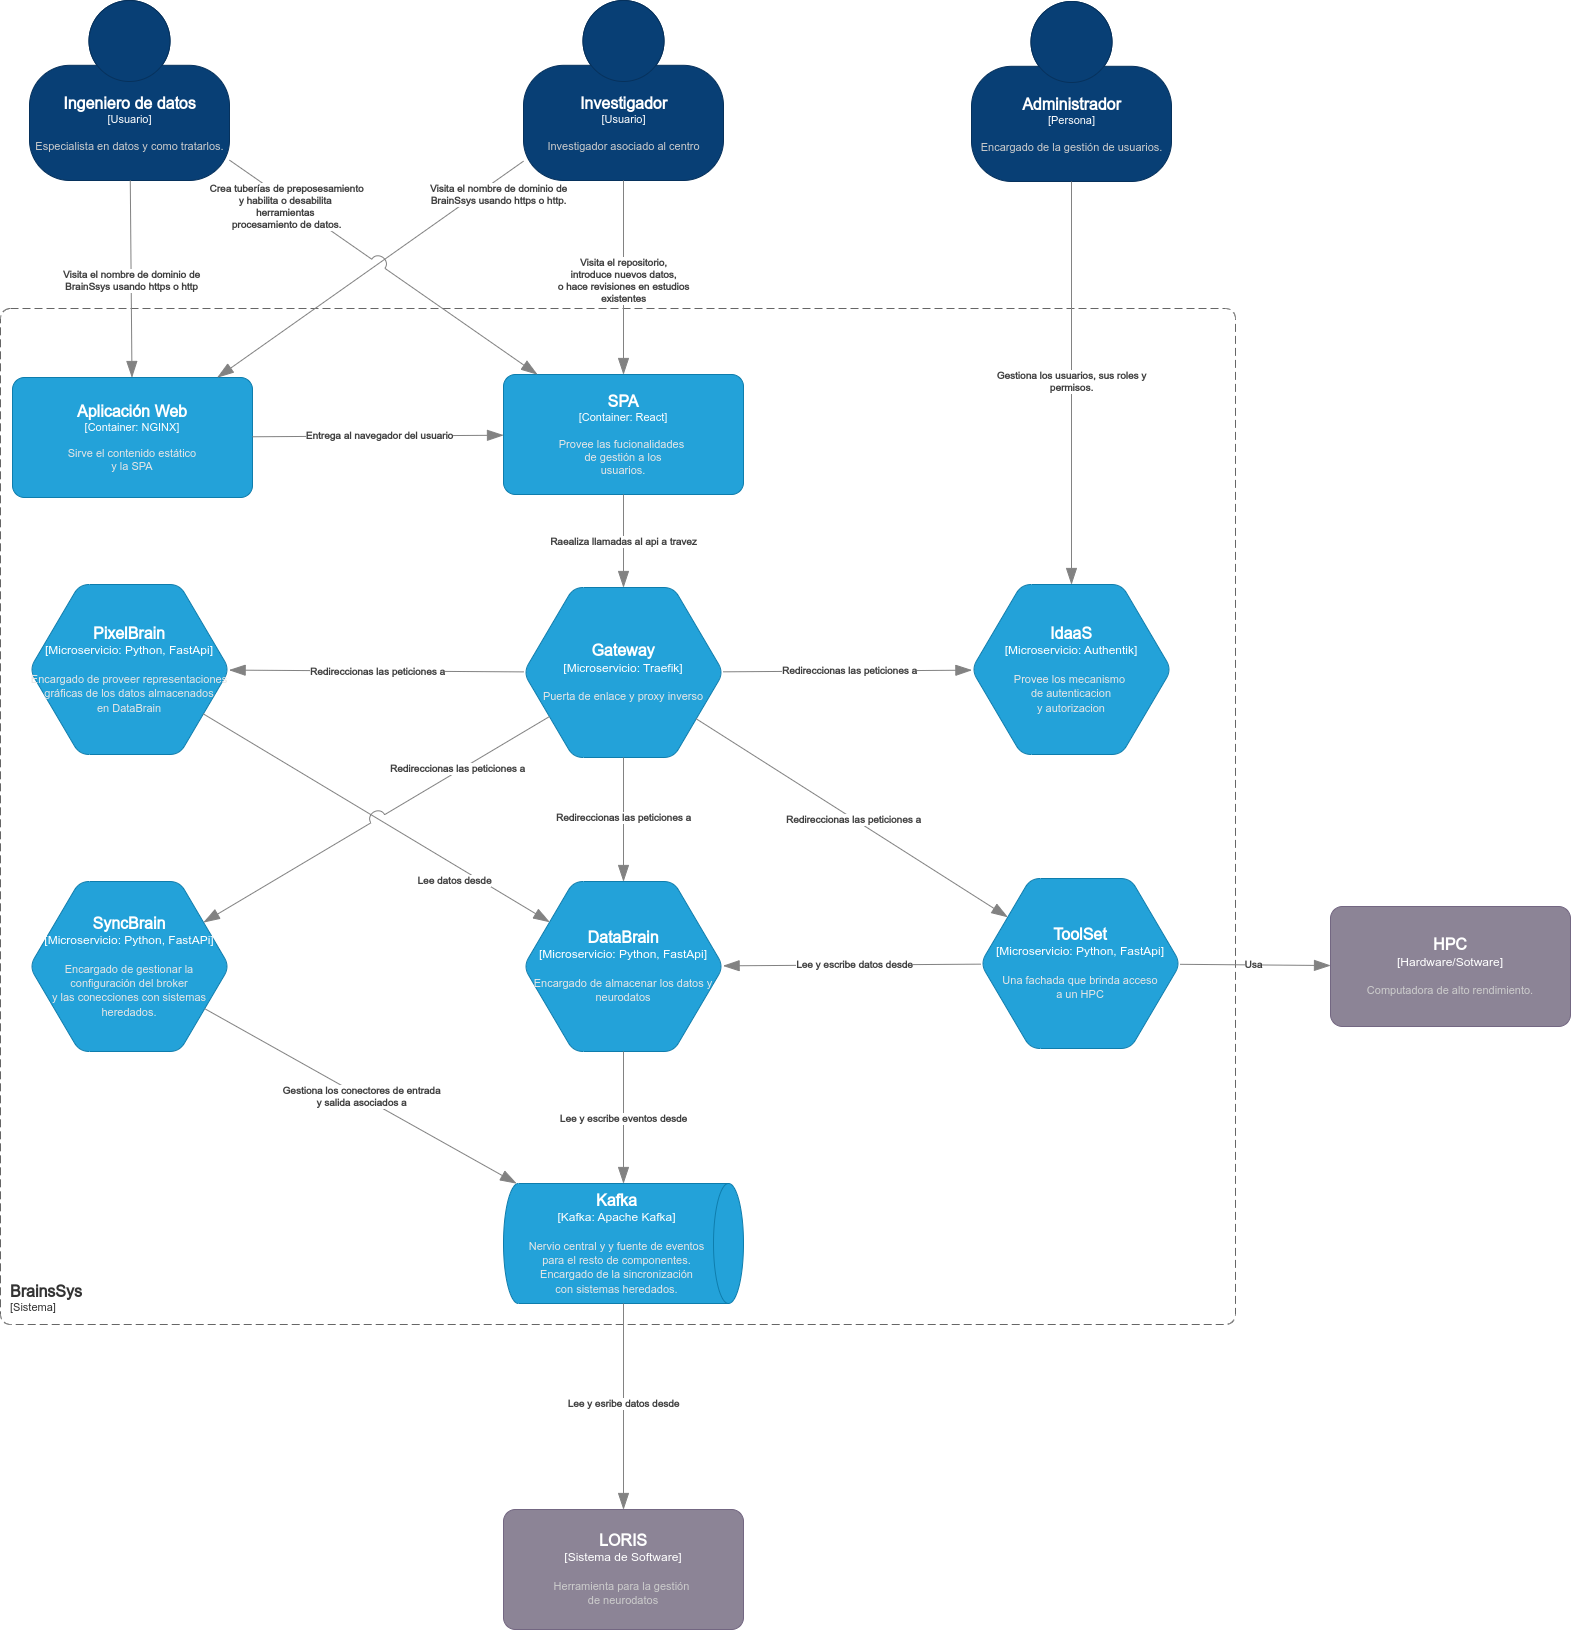 Ingeniero de datos
[Usuario]
Especialista en datos y como tratarlos.
Investigador
[Usuario]
Investigador asociado al centro
Administrador
[Persona]
Encargado de la gestión de usuarios.
Crea tuberías de preposesamiento
y habilita o desabilita
herramientas
procesamiento de datos.
Visita el nombre de dominio de
BrainSsys usando https o http.
Visita el nombre de dominio de
BrainSsys usando https o http
Visita el repositorio,
introduce nuevos datos,
o hace revisiones en estudios
existentes
Gestiona los usuarios, sus roles y
permisos.
Aplicación Web
[Container: NGINX]
Sirve el contenido estático
y la SPA
Entrega al navegador del usuario
SPA
[Container: React]
Provee las fucionalidades
de gestión a los
usuarios.
Raealiza llamadas al api a travez
PixelBrain
[Microservicio: Python, FastApi]
Encargado de proveer representaciones
gráficas de los datos almacenados
en DataBrain
Redireccionas las peticiones a
Gateway
[Microservicio: Traefik]
Puerta de enlace y proxy inverso
Redireccionas las peticiones a
IdaaS
[Microservicio: Authentik]
Provee los mecanismo
de autenticacion
y autorizacion
Redireccionas las peticiones a
Redireccionas las peticiones a
Redireccionas las peticiones a
Lee datos desde
SyncBrain
[Microservicio: Python, FastAPi]
Encargado de gestionar la
configuración del broker
y las conecciones con sistemas
heredados.
DataBrain
[Microservicio: Python, FastApi]
Encargado de almacenar los datos y
neurodatos
Lee y escribe datos desde
ToolSet
[Microservicio: Python, FastApi]
Una fachada que brinda acceso
a un HPC
Usa
HPC
[Hardware/Sotware]
Computadora de alto rendimiento.
Gestiona los conectores de entrada
y salida asociados a
Lee y escribe eventos desde
Kafka
[Kafka: Apache Kafka]
Nervio central y y fuente de eventos
para el resto de componentes.
Encargado de la sincronización
con sistemas heredados.
BrainsSys
[Sistema]
Lee y esribe datos desde
LORIS
[Sistema de Software]
Herramienta para la gestión
de neurodatos